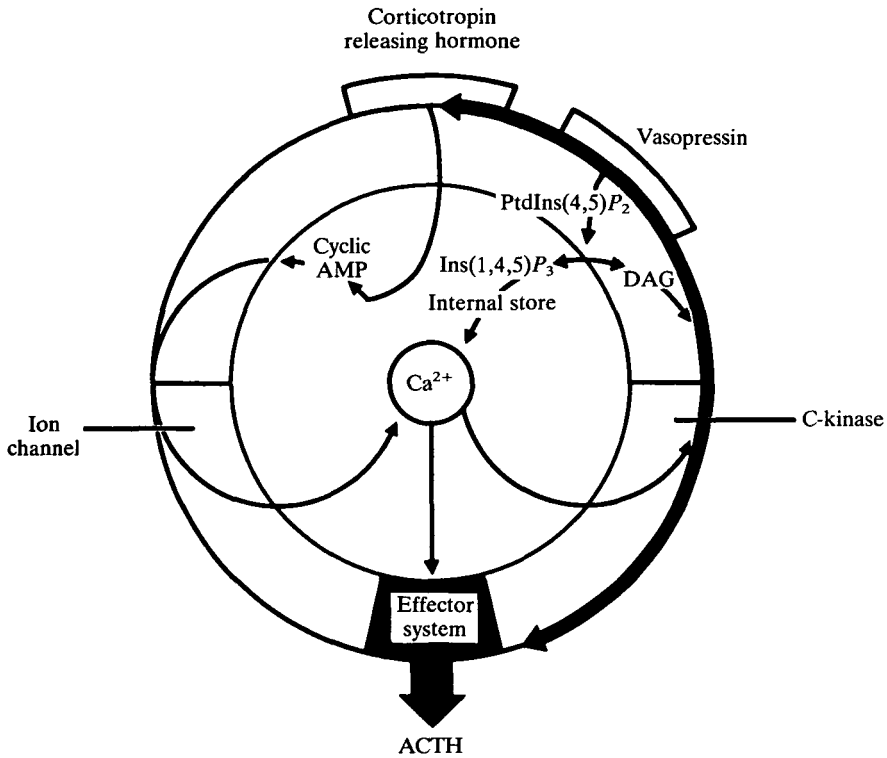 Corticotropin
releasing hormone
Vasopressin
PtdIns(4,5)P₂
Cyclic
AMP
Ins(1,4,5)P₃
DAG
Internal store
Ca²⁺
Ion
channel
C-kinase
Effector
system
ACTH